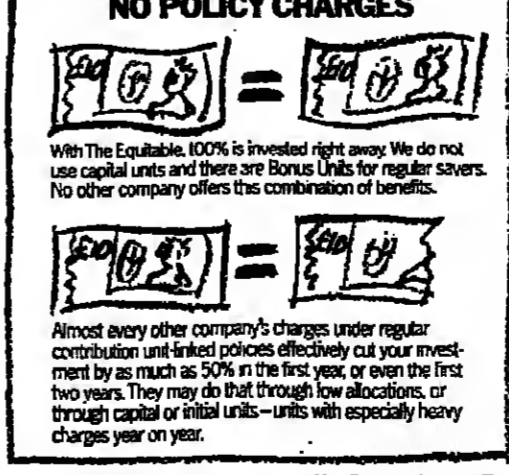 NO POLICY CHARGES
£10 = £10
With The Equitable, 100% is invested right away. We do not
use capital units and there are Bonus Units for regular savers.
No other company offers this combination of benefits.
£10 = £10
Almost every other company's charges under regular
contribution unit-linked policies effectively cut your invest-
ment by as much as 50% in the first year, or even the first
two years. They may do that through low allocations, or
through capital or initial units—units with especially heavy
charges year on year.